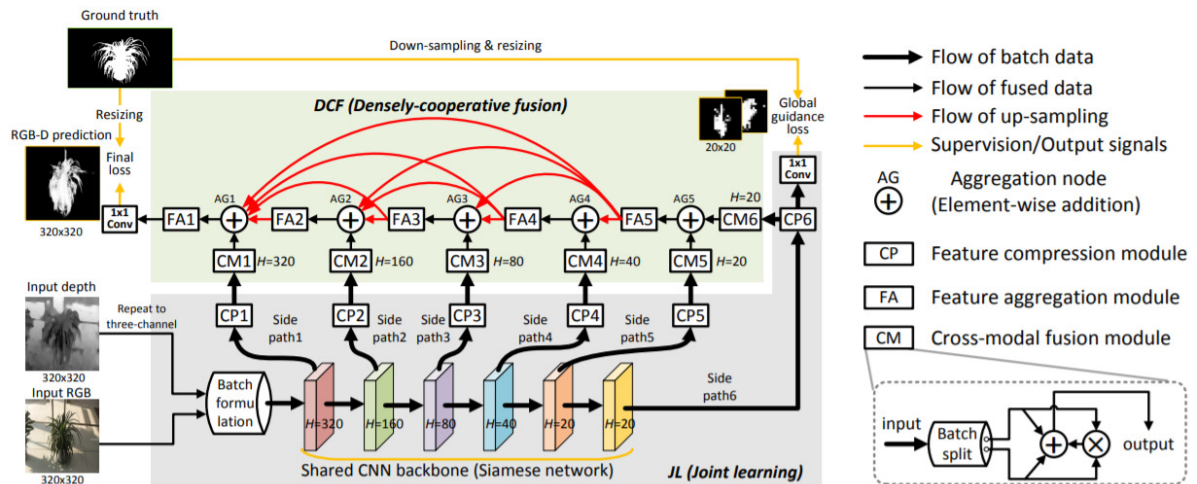 Ground truth
Down-sampling & resizing
Resizing
RGB-D prediction
Final
loss
320x320
1x1
Conv
DCF (Densely-cooperative fusion)
20x20
Global
guidance
loss
1x1
Conv
FA1
AG1
FA2
AG2
FA3
AG3
FA4
AG4
FA5
AG5
H=20
CM6
CP6
CM1
H=320
CM2
H=160
CM3
H=80
CM4
H=40
CM5
H=20
CP1
Side
path1
CP2
Side
path2
Side
path3
CP3
Side
path4
CP4
Side
path5
CP5
Side
path6
Input depth
Repeat to
three-channel
320x320
Input RGB
320x320
Batch
formu
lation
H=320
H=160
H=80
H=40
H=20
H=20
Shared CNN backbone (Siamese network)
JL (Joint learning)
Flow of batch data
Flow of fused data
Flow of up-sampling
Supervision/Output signals
AG
Aggregation node
(Element-wise addition)
CP
Feature compression module
FA
Feature aggregation module
CM
Cross-modal fusion module
input
Batch
split
output